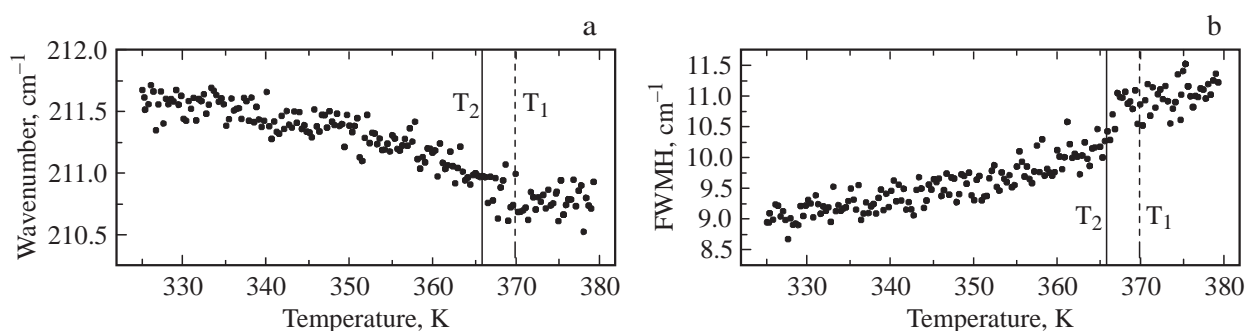 a
212.0
211.5
211.0
210.5
Wavenumber, cm–1
T2
T1
330 340 350 360 370 380
Temperature, K
b
11.5
11.0
10.5
10.0
9.5
9.0
8.5
FWMH, cm–1
T2
T1
330 340 350 360 370 380
Temperature, K